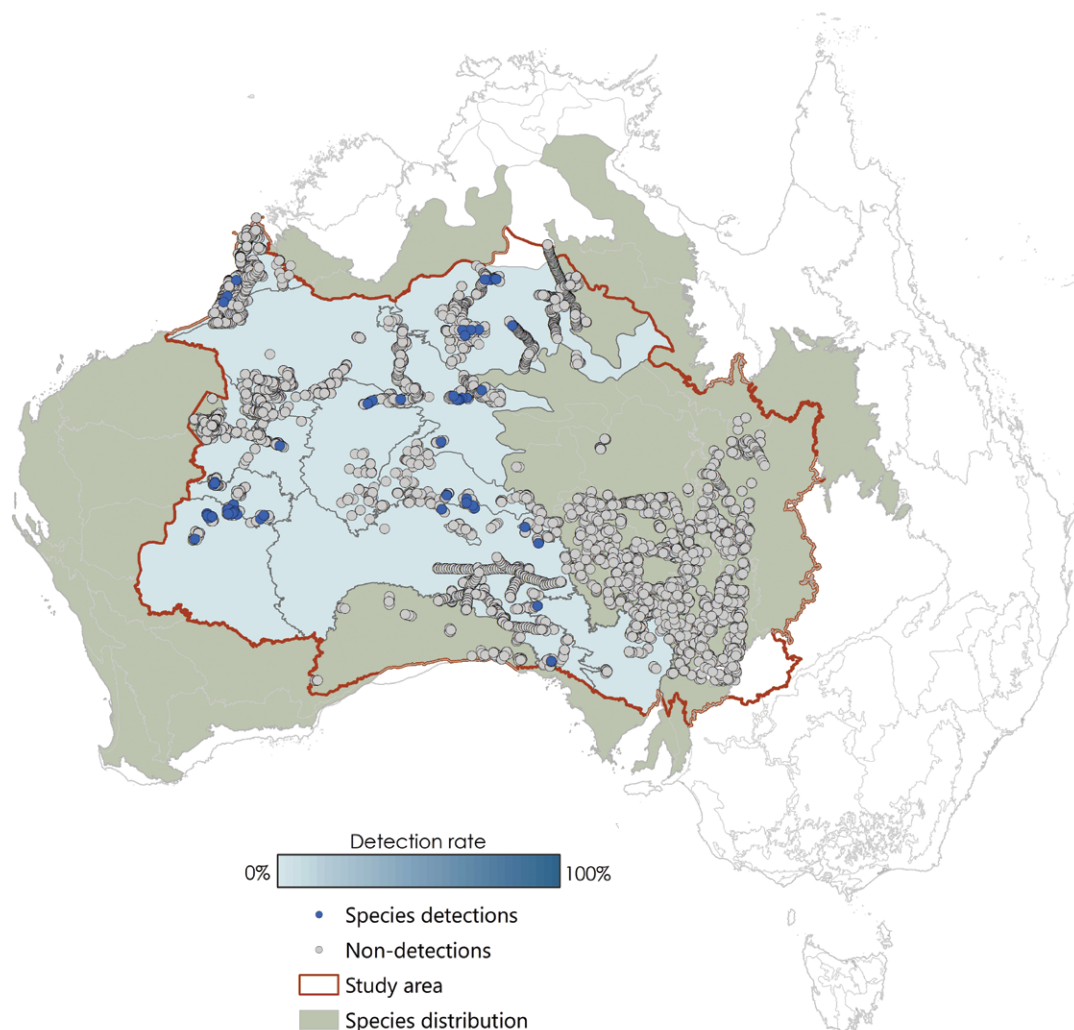 Detection rate
0% 100%
Species detections
Non-detections
Study area
Species distribution